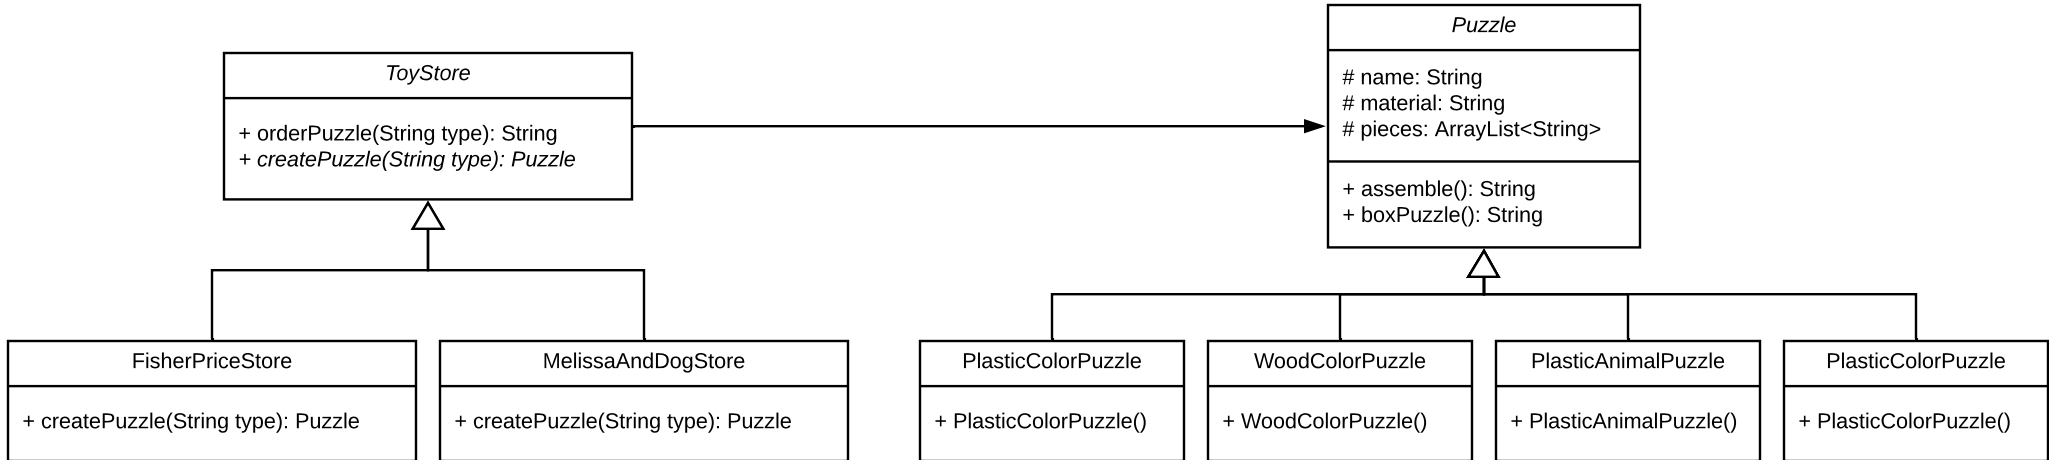 ToyStore
+ orderPuzzle(String type): String
+ createPuzzle(String type): Puzzle
Puzzle
# name: String
# material: String
# pieces: ArrayList<String>
+ assemble(): String
+ boxPuzzle(): String
FisherPriceStore
+ createPuzzle(String type): Puzzle
MelissaAndDogStore
+ createPuzzle(String type): Puzzle
PlasticColorPuzzle
+ PlasticColorPuzzle()
WoodColorPuzzle
+ WoodColorPuzzle()
PlasticAnimalPuzzle
+ PlasticAnimalPuzzle()
PlasticColorPuzzle
+ PlasticColorPuzzle()